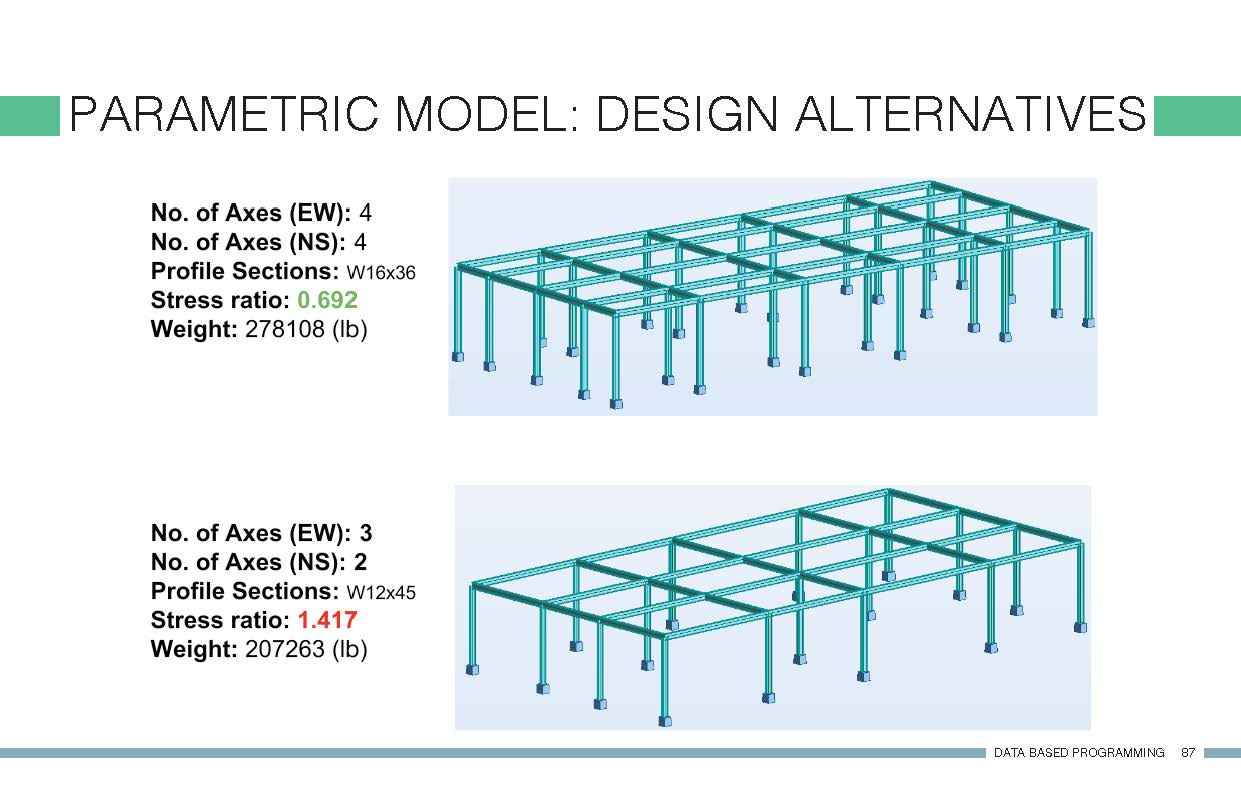 PARAMETRIC MODEL: DESIGN ALTERNATIVES
No. of Axes (EW): 4
No. of Axes (NS): 4
Profile Sections: W16x36
Stress ratio: 0.692
Weight: 278108 (lb)
No. of Axes (EW): 3
No. of Axes (NS): 2
Profile Sections: W12x45
Stress ratio: 1.417
Weight: 207263 (lb)
DATA BASED PROGRAMMING 87